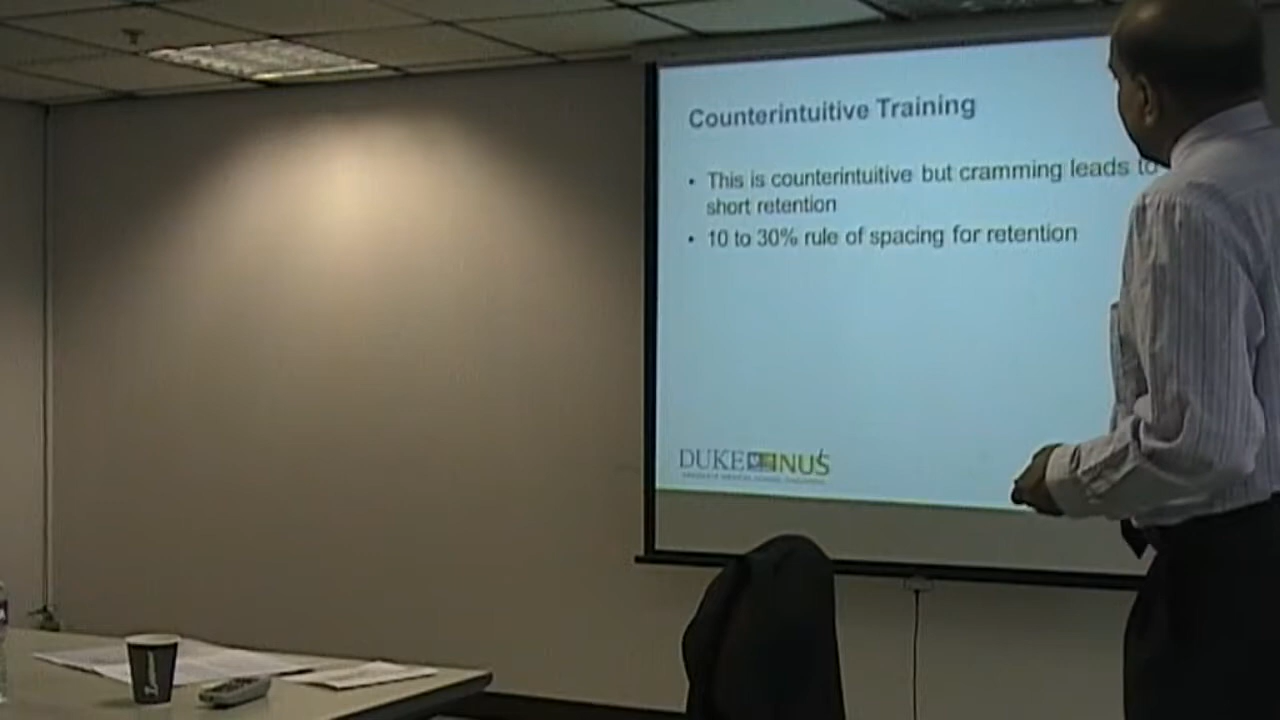 Counterintuitive Training
• This is counterintuitive but cramming leads to
short retention
• 10 to 30% rule of spacing for retention
DUKE NUS